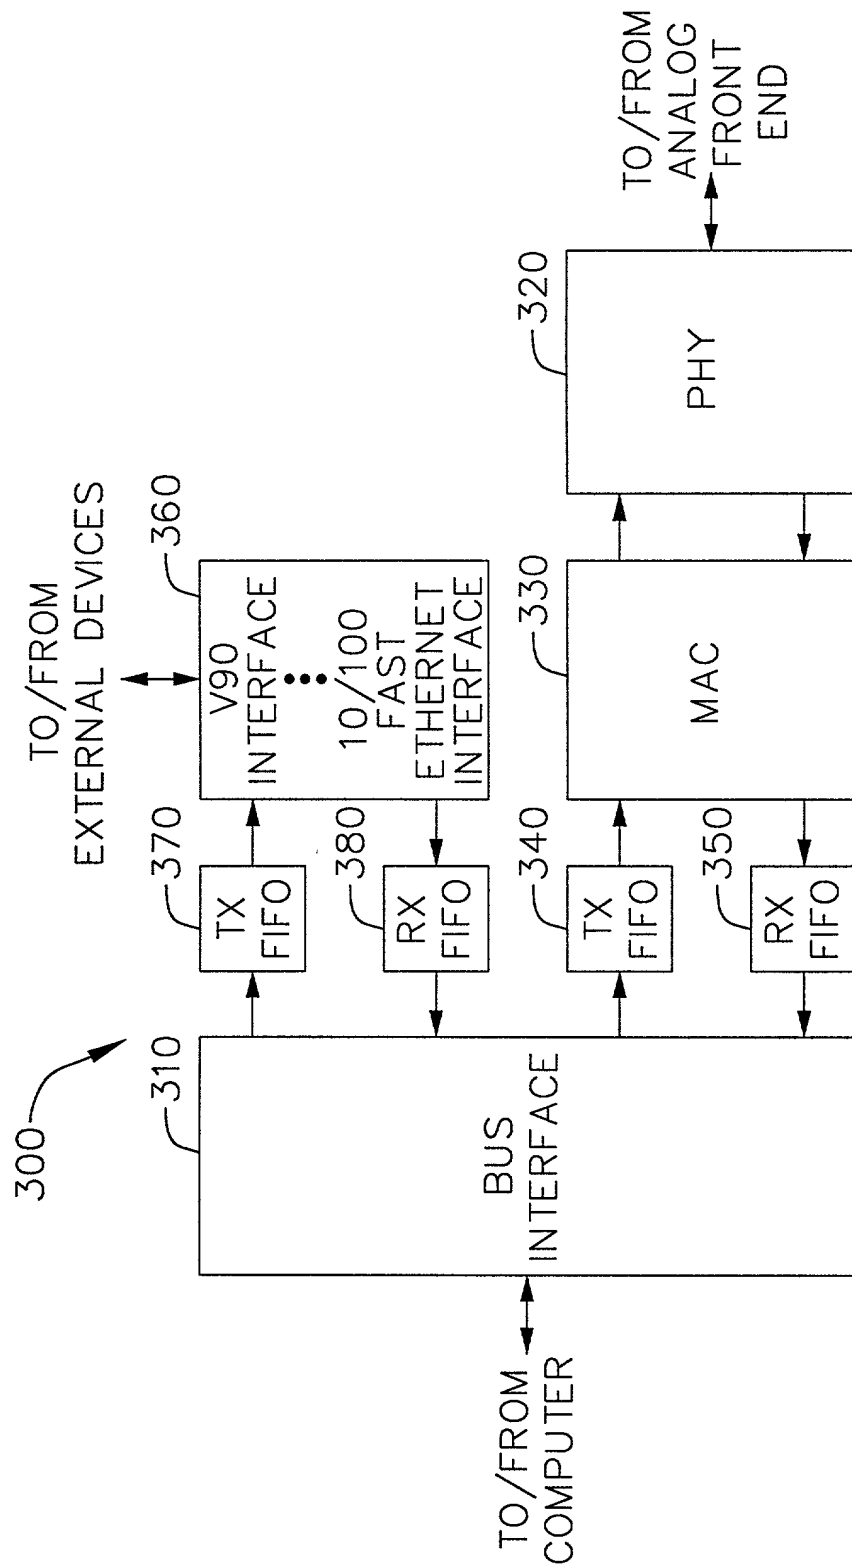 300
TO/FROM
EXTERNAL DEVICES
310
370
360
TX
FIFO
V90
INTERFACE
10/100
FAST
ETHERNET
INTERFACE
380
RX
FIFO
TO/FROM
COMPUTER
BUS
INTERFACE
340
TX
FIFO
330
MAC
320
PHY
TO/FROM
ANALOG
FRONT
END
350
RX
FIFO